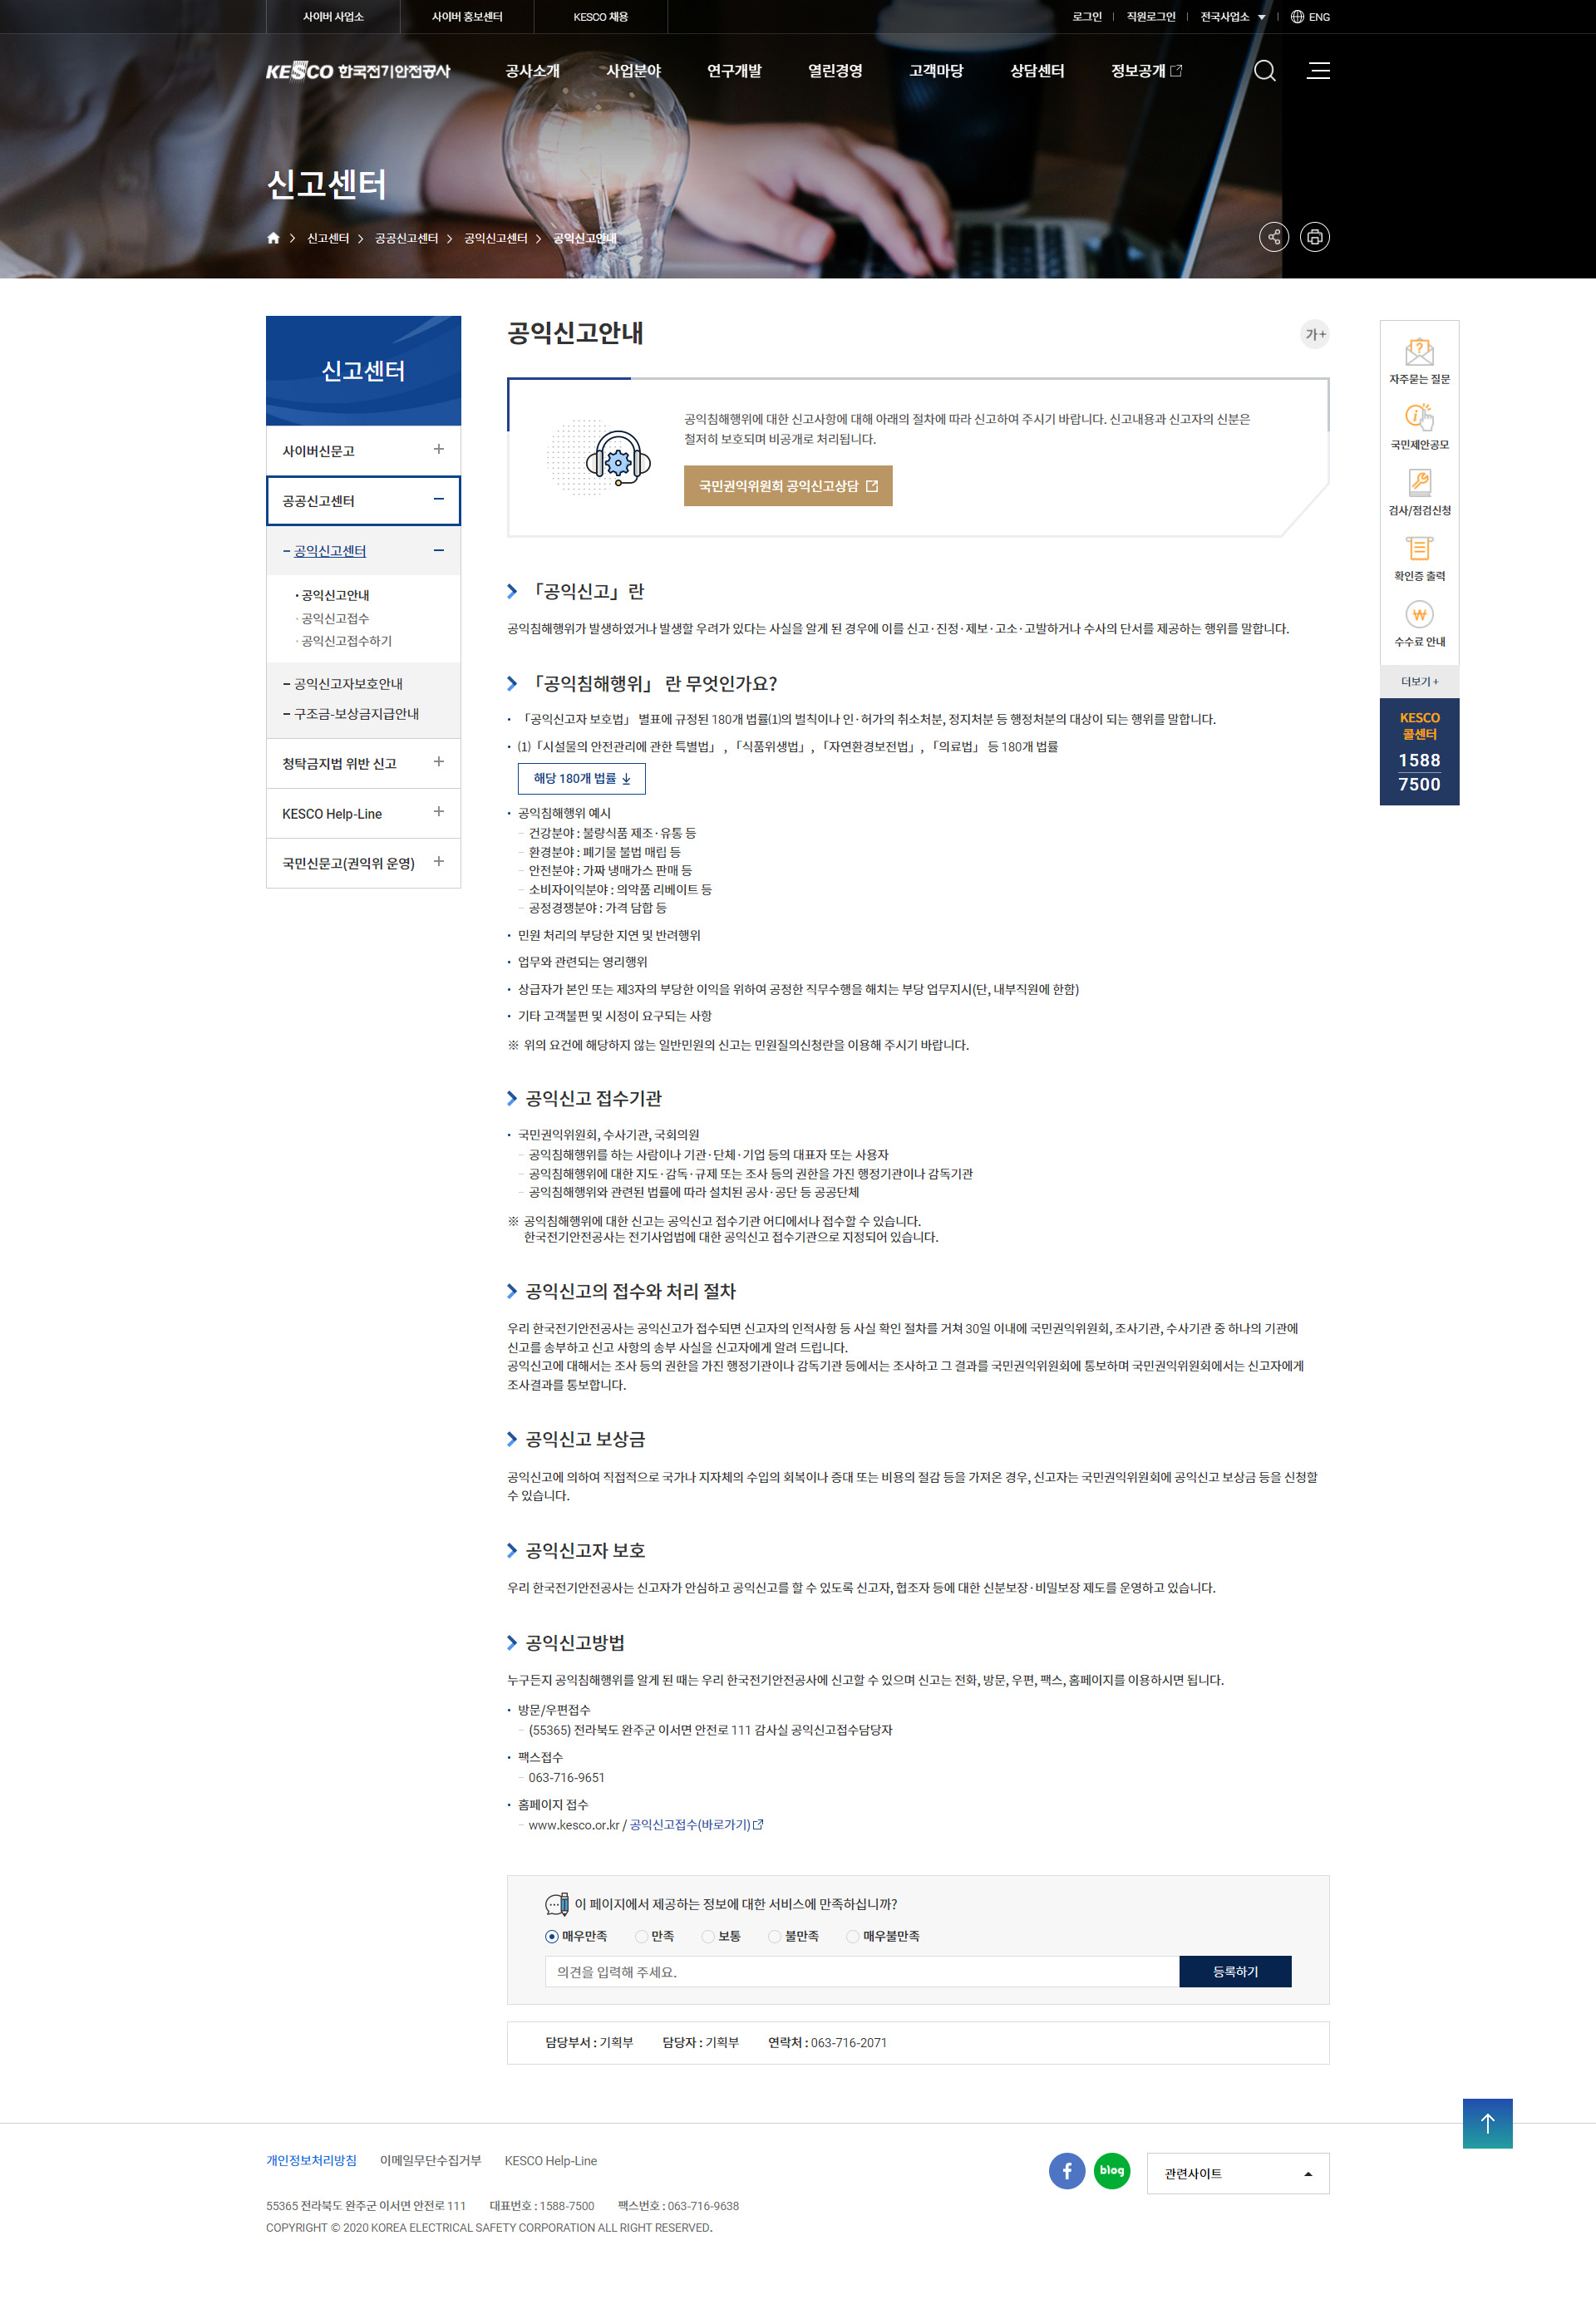 사이버 사업소
사이버 홍보센터
KESCO 채용
로그인
직원로그인
전국사업소
ENG
KESCO 한국전기안전공사
공사소개
사업분야
연구개발
열린경영
고객마당
상담센터
정보공개
신고센터
신고센터 > 공공신고센터 > 공익신고센터 > 공익신고안내
신고센터
사이버신문고
공공신고센터
공익신고센터
공익신고안내
공익신고접수
공익신고접수하기
공익신고자보호안내
구조금-보상금지급안내
청탁금지법 위반 신고
KESCO Help-Line
국민신문고(권익위 운영)
공익신고안내
가+
공익침해행위에 대한 신고사항에 대해 아래의 절차에 따라 신고하여 주시기 바랍니다. 신고내용과 신고자의 신분은
철저히 보호되며 비공개로 처리됩니다.
국민권익위원회 공익신고상담
「공익신고」란
공익침해행위가 발생하였거나 발생할 우려가 있다는 사실을 알게 된 경우에 이를 신고·진정·제보·고소·고발하거나 수사의 단서를 제공하는 행위를 말합니다.
「공익침해행위」 란 무엇인가요?
「공익신고자 보호법」 별표에 규정된 180개 법률(1)의 벌칙이나 인·허가의 취소처분, 정지처분 등 행정처분의 대상이 되는 행위를 말합니다.
(1)「시설물의 안전관리에 관한 특별법」, 「식품위생법」, 「자연환경보전법」, 「의료법」 등 180개 법률
해당 180개 법률
공익침해행위 예시
건강분야 : 불량식품 제조·유통 등
환경분야 : 폐기물 불법 매립 등
안전분야 : 가짜 냉매가스 판매 등
소비자이익분야 : 의약품 리베이트 등
공정경쟁분야 : 가격 담합 등
민원 처리의 부당한 지연 및 반려행위
업무와 관련되는 영리행위
상급자가 본인 또는 제3자의 부당한 이익을 위하여 공정한 직무수행을 해치는 부당 업무지시(단, 내부직원에 한함)
기타 고객불편 및 시정이 요구되는 사항
※ 위의 요건에 해당하지 않는 일반민원의 신고는 민원질의신청란을 이용해 주시기 바랍니다.
공익신고 접수기관
국민권익위원회, 수사기관, 국회의원
공익침해행위를 하는 사람이나 기관·단체·기업 등의 대표자 또는 사용자
공익침해행위에 대한 지도·감독·규제 또는 조사 등의 권한을 가진 행정기관이나 감독기관
공익침해행위와 관련된 법률에 따라 설치된 공사·공단 등 공공단체
※ 공익침해행위에 대한 신고는 공익신고 접수기관 어디에서나 접수할 수 있습니다.
한국전기안전공사는 전기사업법에 대한 공익신고 접수기관으로 지정되어 있습니다.
공익신고의 접수와 처리 절차
우리 한국전기안전공사는 공익신고가 접수되면 신고자의 인적사항 등 사실 확인 절차를 거쳐 30일 이내에 국민권익위원회, 조사기관, 수사기관 중 하나의 기관에
신고를 송부하고 신고 사항의 송부 사실을 신고자에게 알려 드립니다.
공익신고에 대해서는 조사 등의 권한을 가진 행정기관이나 감독기관 등에서는 조사하고 그 결과를 국민권익위원회에 통보하며 국민권익위원회에서는 신고자에게
조사결과를 통보합니다.
공익신고 보상금
공익신고에 의하여 직접적으로 국가나 지자체의 수입의 회복이나 증대 또는 비용의 절감 등을 가져온 경우, 신고자는 국민권익위원회에 공익신고 보상금 등을 신청할
수 있습니다.
공익신고자 보호
우리 한국전기안전공사는 신고자가 안심하고 공익신고를 할 수 있도록 신고자, 협조자 등에 대한 신분보장·비밀보장 제도를 운영하고 있습니다.
공익신고방법
누구든지 공익침해행위를 알게 된 때는 우리 한국전기안전공사에 신고할 수 있으며 신고는 전화, 방문, 우편, 팩스, 홈페이지를 이용하시면 됩니다.
방문/우편접수
(55365) 전라북도 완주군 이서면 안전로 111 감사실 공익신고접수담당자
팩스접수
063-716-9651
홈페이지 접수
www.kesco.or.kr / 공익신고접수(바로가기)
이 페이지에서 제공하는 정보에 대한 서비스에 만족하십니까?
매우만족
만족
보통
불만족
매우불만족
의견을 입력해 주세요.
등록하기
담당부서 : 기획부
담당자 : 기획부
연락처 : 063-716-2071
자주묻는 질문
국민제안공모
검사/점검신청
확인증 출력
수수료 안내
더보기 +
KESCO
콜센터
1588
7500
개인정보처리방침
이메일무단수집거부
KESCO Help-Line
blog
관련사이트
55365 전라북도 완주군 이서면 안전로 111
대표번호 : 1588-7500
팩스번호 : 063-716-9638
COPYRIGHT © 2020 KOREA ELECTRICAL SAFETY CORPORATION ALL RIGHT RESERVED.